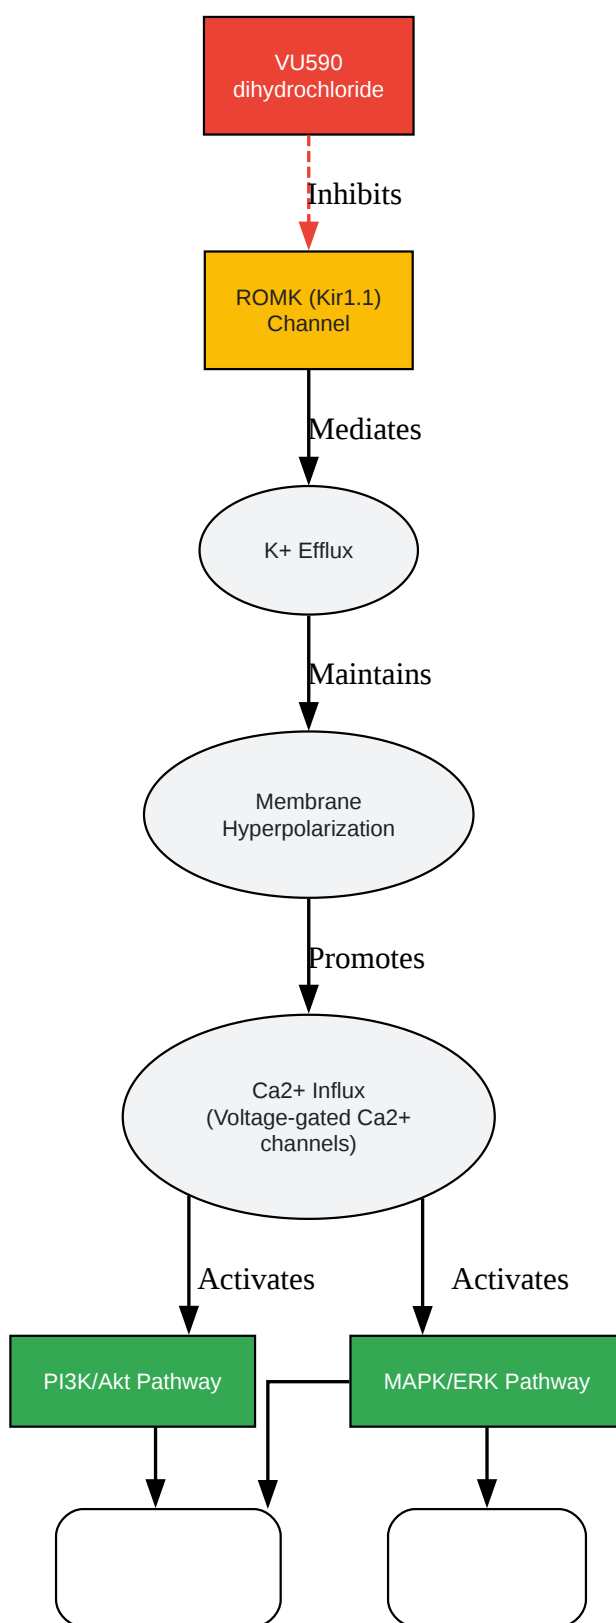 VU590
dihydrochloride
Inhibits
ROMK (Kir1.1)
Channel
Mediates
K+ Efflux
Maintains
Membrane
Hyperpolarization
Promotes
Ca2+ Influx
(Voltage-gated Ca2+
channels)
Activates
Activates
PI3K/Akt Pathway
MAPK/ERK Pathway